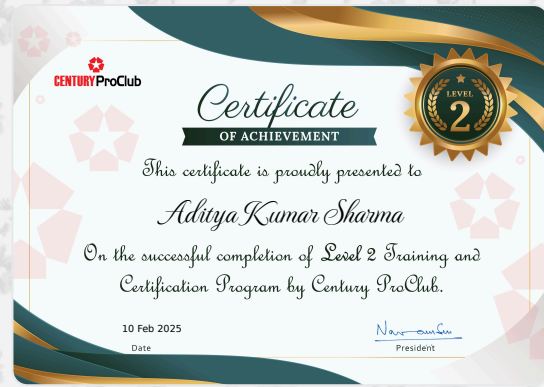 CENTURY ProClub
LEVEL
2
Certificate
OF ACHIEVEMENT
This certificate is proudly presented to
Aditya Kumar Sharma
On the successful completion of Level 2 Training and
Certification Program by Century ProClub.
10 Feb 2025
Date
President